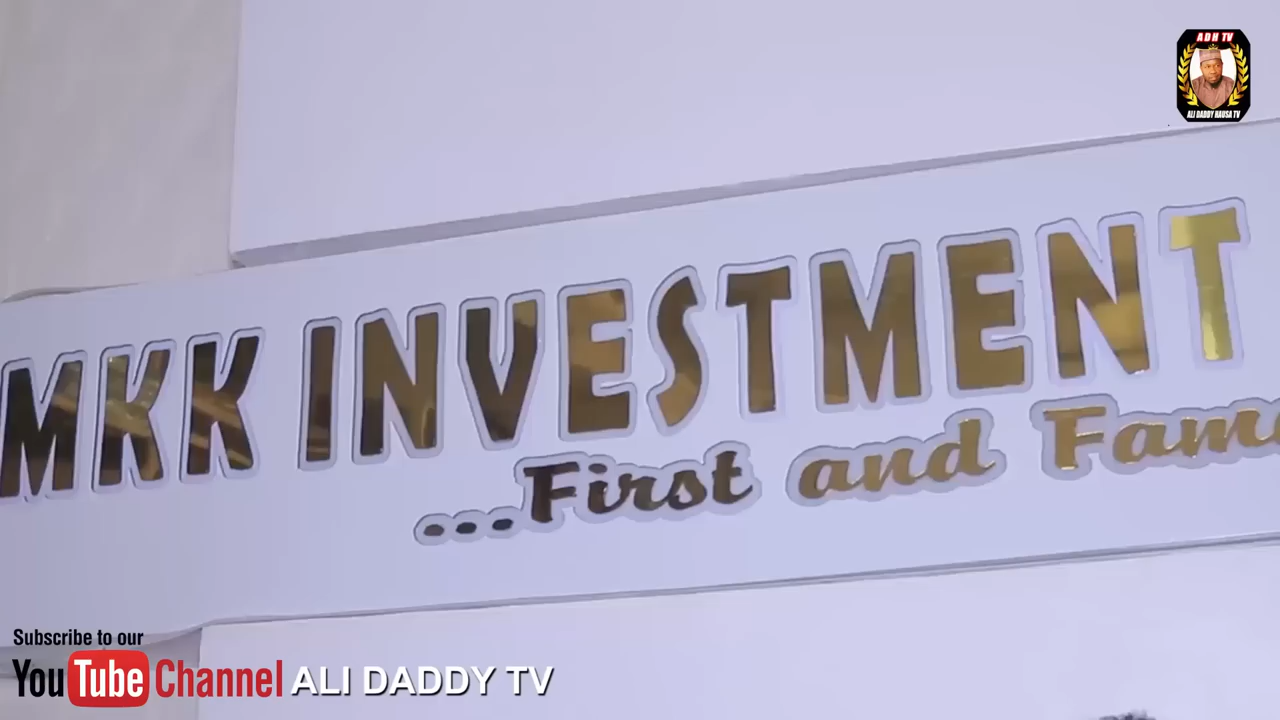 ADH TV
ALI DADDY HAUSA TV
MKK INVESTMENT
...First and
Subscribe to our
YouTube Channel ALI DADDY TV